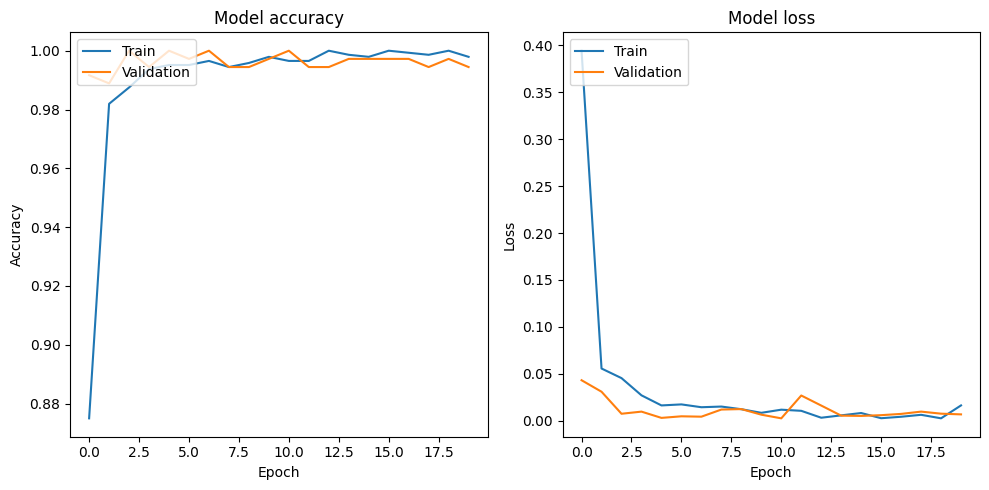 Model accuracy
Train
Validation
1.00
0.98
0.96
0.94
0.92
0.90
0.88
Accuracy
0.0 2.5 5.0 7.5 10.0 12.5 15.0 17.5
Epoch
Model loss
Train
Validation
0.40
0.35
0.30
0.25
0.20
0.15
0.10
0.05
0.00
Loss
0.0 2.5 5.0 7.5 10.0 12.5 15.0 17.5
Epoch